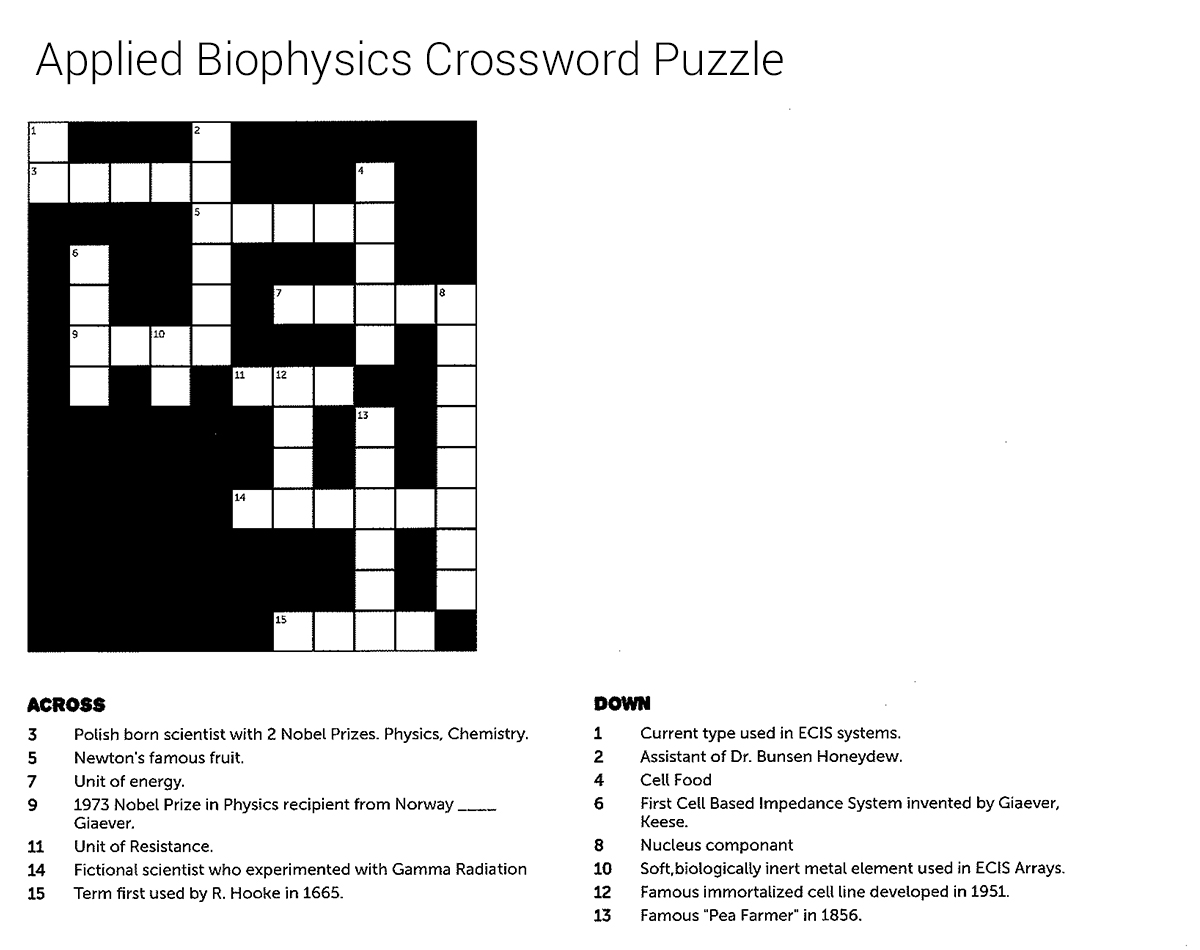 Applied Biophysics Crossword Puzzle
1 2
3 4
5
6
7 8
9 10
11 12
13
14
15
ACROSS
3 Polish born scientist with 2 Nobel Prizes. Physics, Chemistry.
5 Newton's famous fruit.
7 Unit of energy.
9 1973 Nobel Prize in Physics recipient from Norway ____
Giaever.
11 Unit of Resistance.
14 Fictional scientist who experimented with Gamma Radiation
15 Term first used by R. Hooke in 1665.
DOWN
1 Current type used in ECIS systems.
2 Assistant of Dr. Bunsen Honeydew.
4 Cell Food
6 First Cell Based Impedance System invented by Giaever,
Keese.
8 Nucleus componant
10 Soft,biologically inert metal element used in ECIS Arrays.
12 Famous immortalized cell line developed in 1951.
13 Famous "Pea Farmer" in 1856.